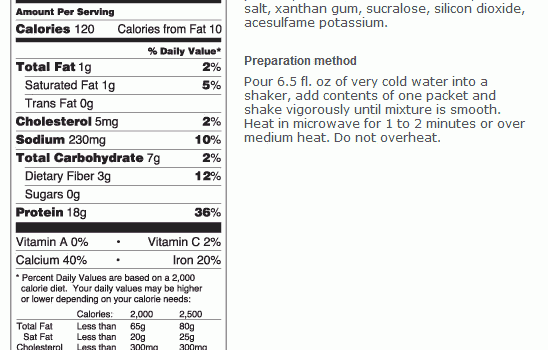 Amount Per Serving
Calories 120 Calories from Fat 10
% Daily Value*
Total Fat 1g 2%
Saturated Fat 1g 5%
Trans Fat 0g
Cholesterol 5mg 2%
Sodium 230mg 10%
Total Carbohydrate 7g 2%
Dietary Fiber 3g 12%
Sugars 0g
Protein 18g 36%
Vitamin A 0% • Vitamin C 2%
Calcium 40% • Iron 20%
* Percent Daily Values are based on a 2,000
calorie diet. Your daily values may be higher
or lower depending on your calorie needs:
Calories: 2,000 2,500
Total Fat Less than 65g 80g
Sat Fat Less than 20g 25g
Cholesterol Less than 300mg 300mg
salt, xanthan gum, sucralose, silicon dioxide,
acesulfame potassium.
Preparation method
Pour 6.5 fl. oz of very cold water into a
shaker, add contents of one packet and
shake vigorously until mixture is smooth.
Heat in microwave for 1 to 2 minutes or over
medium heat. Do not overheat.